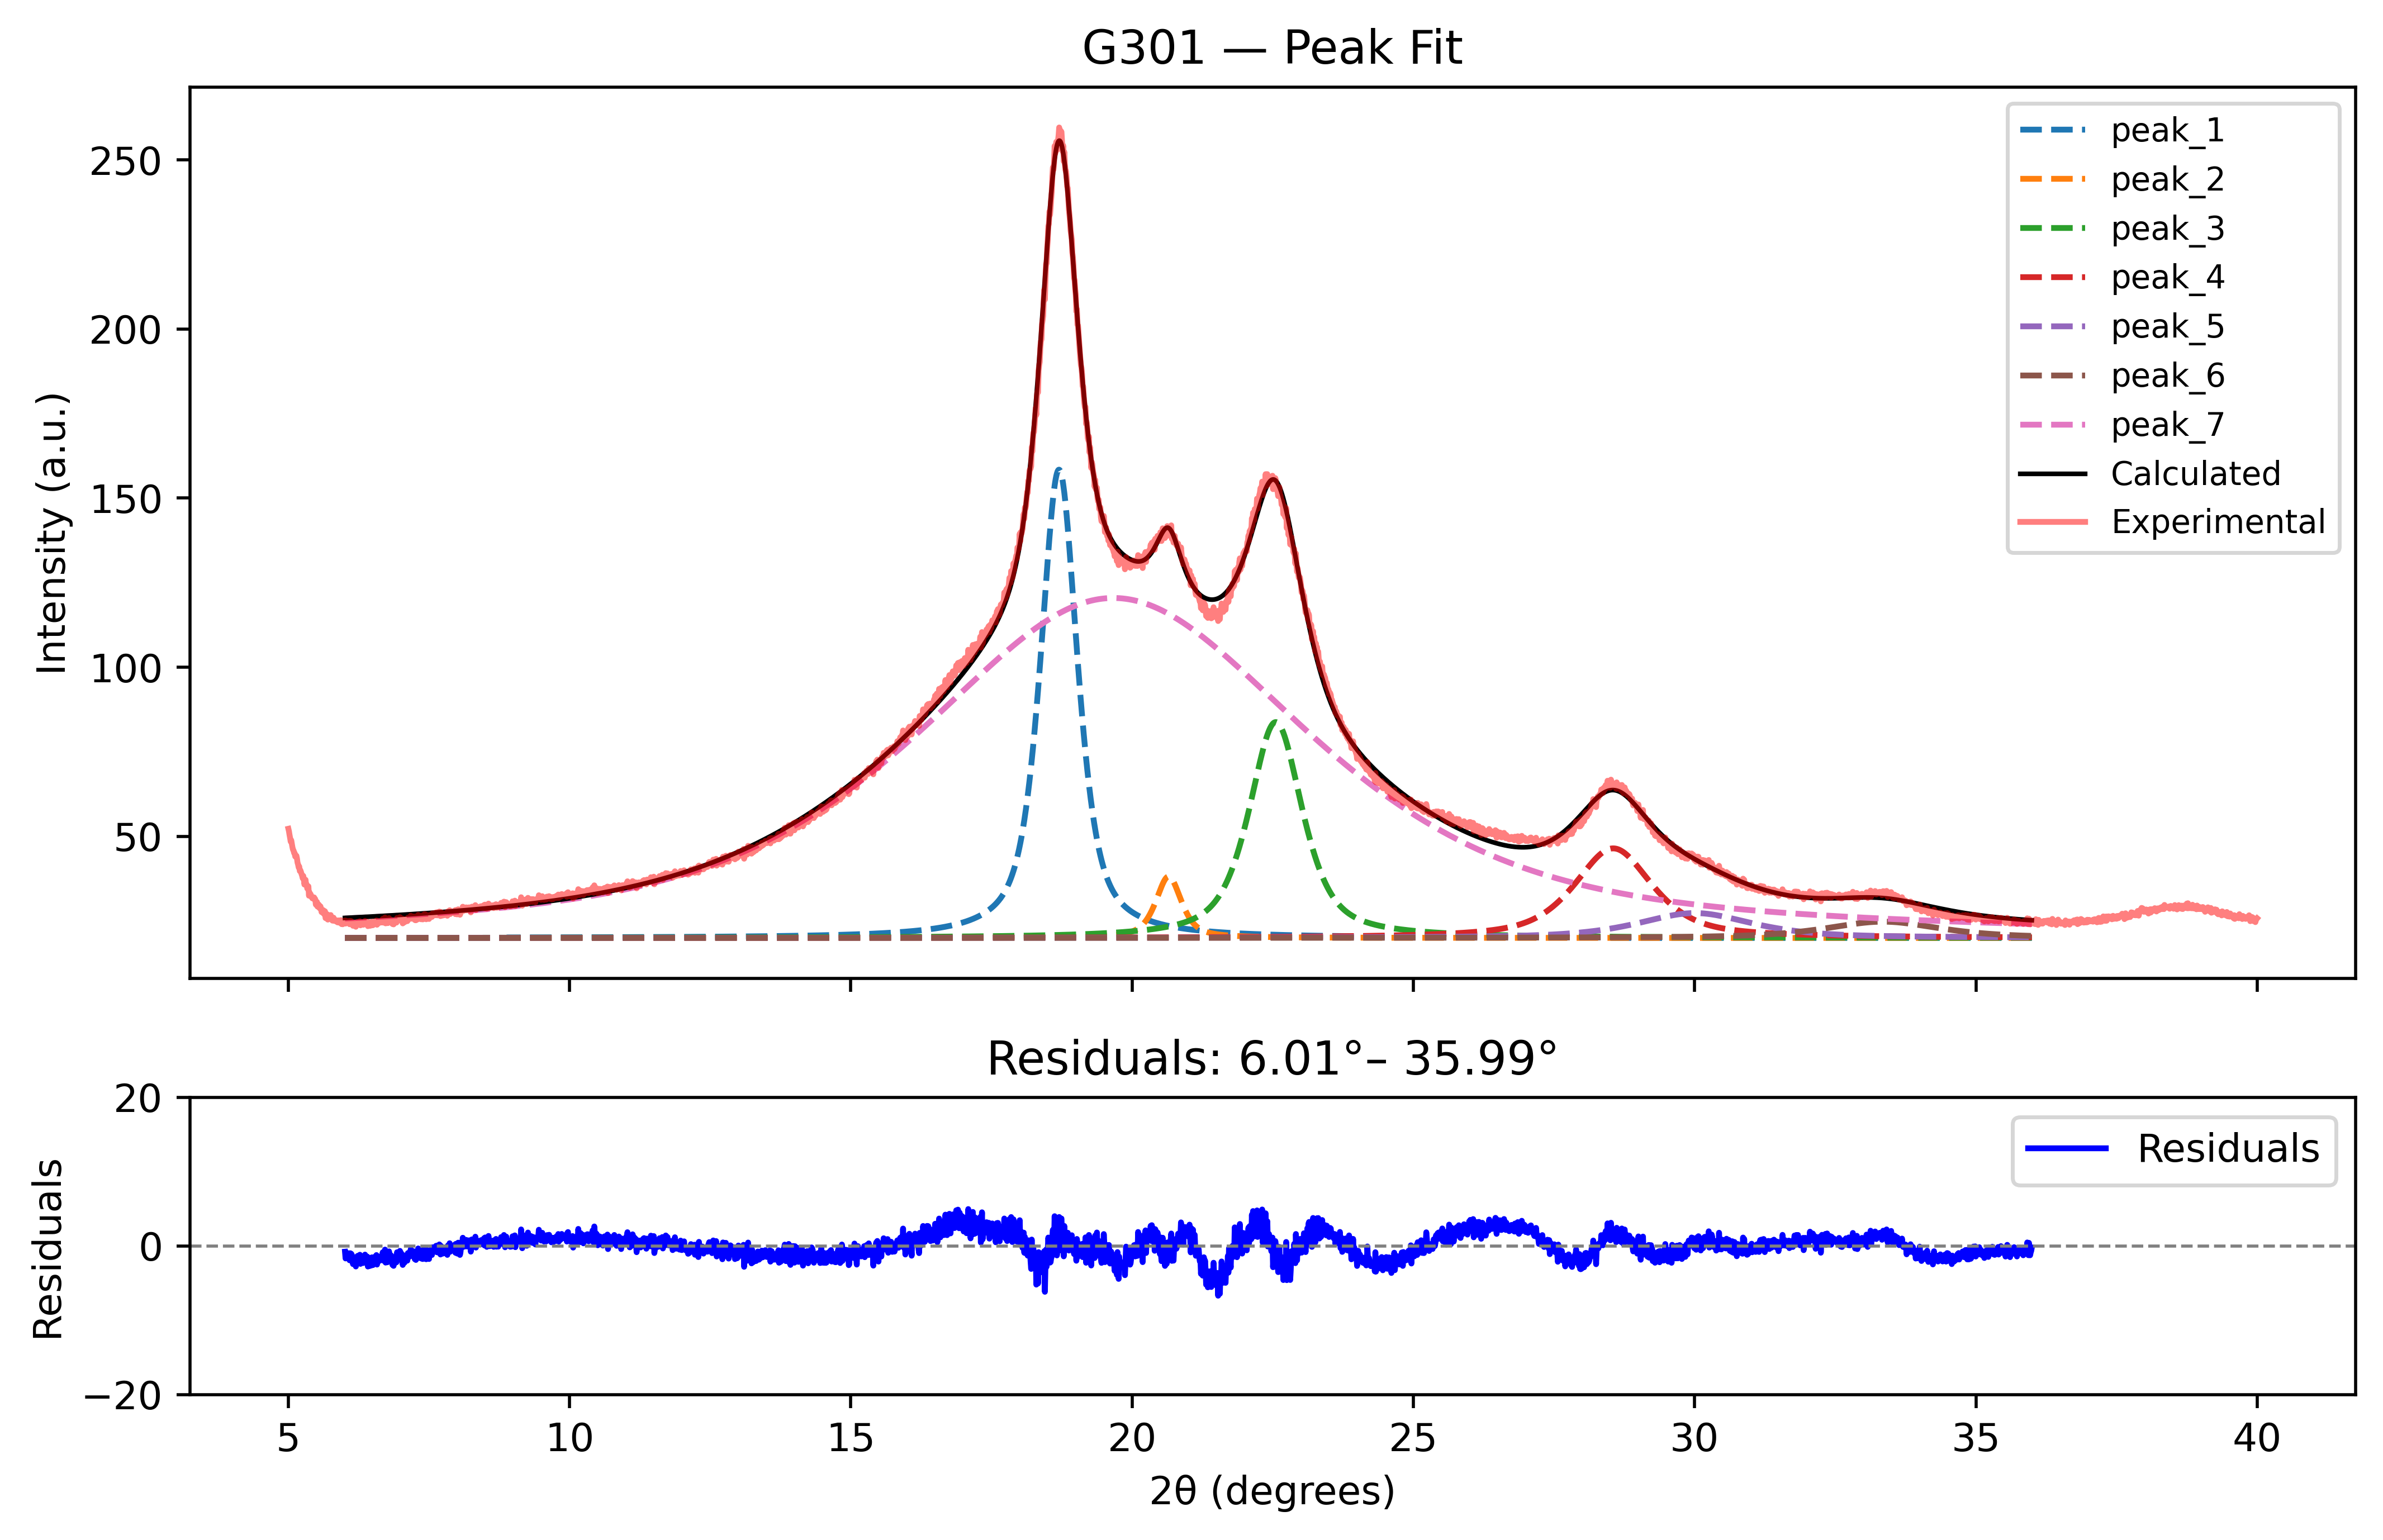 G301 — Peak Fit
Intensity (a.u.)
250
200
150
100
50
peak_1
peak_2
peak_3
peak_4
peak_5
peak_6
peak_7
Calculated
Experimental
Residuals: 6.01°– 35.99°
Residuals
20
0
−20
Residuals
5 10 15 20 25 30 35 40
2θ (degrees)